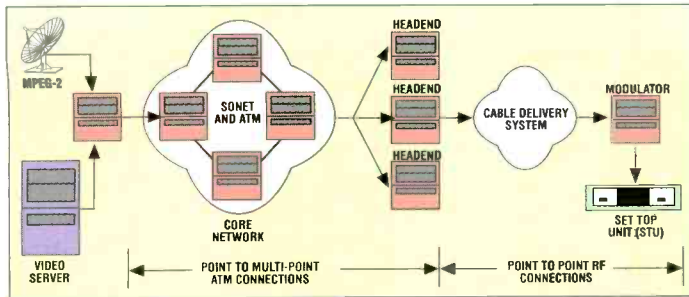 MPEG-2
VIDEO
SERVER
SONET
AND ATM
CORE
NETWORK
HEADEND
HEADEND
HEADEND
CABLE DELIVERY
SYSTEM
MODULATOR
SET TOP
UNIT:(STU)
POINT TO MULTI-POINT
ATM CONNECTIONS
POINT TO POINT RF
CONNECTIONS